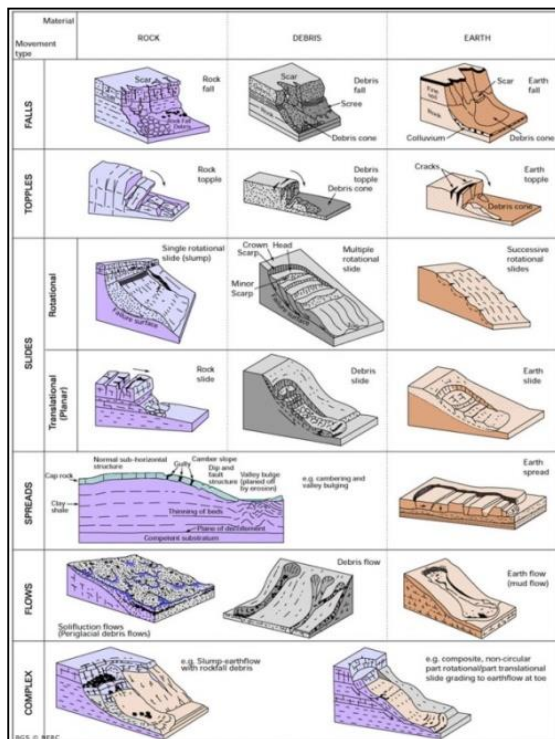 Material
Movement
type
ROCK
DEBRIS
EARTH
FALLS
Scar
Rock
fall
Rock Fall
Debris
Scar
Debris
fall
Rock
Scree
Debris cone
Fine
soil
Rock
Scar
Earth
fall
Colluvium
Debris cone
TOPPLES
Rock
topple
Debris
topple
Debris cone
Cracks
Earth
topple
Debris cone
SLIDES
Rotational
Single rotational
slide (slump)
Failure surface
Crown
Scarp
Head
Minor
Scarp
Multiple
rotational
slide
Successive
rotational
slides
Translational
(Planar)
Rock
slide
Debris
slide
Earth
slide
SPREADS
Normal sub-horizontal
structure
Camber slope
Gully
Dip and
fault
structure
Valley bulge
(planed off
by erosion)
Cap rock
Clay
shale
Thinning of beds
Plane of decollement
Competent substratum
e.g. cambering and
valley bulging
Earth
spread
FLOWS
Solifluction flows
(Periglacial debris flows)
Debris flow
Earth flow
(mud flow)
COMPLEX
e.g. Slump-earthflow
with rockfall debris
e.g. composite, non-circular
part rotational/part translational
slide grading to earthflow at toe
BGS © NERC